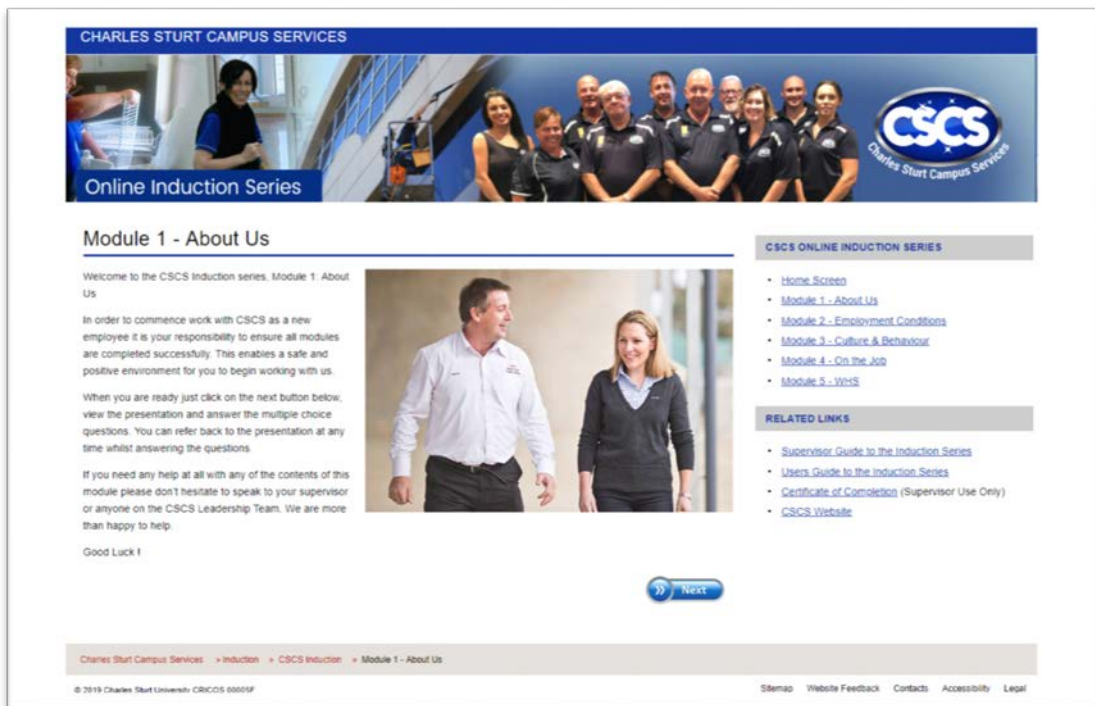 CHARLES STURT CAMPUS SERVICES
Online Induction Series
CSCS
Charles Sturt Campus Services
Module 1 - About Us
Welcome to the CSCS Induction series, Module 1: About
Us
In order to commence work with CSCS as a new
employee it is your responsibility to ensure all modules
are completed successfully. This enables a safe and
positive environment for you to begin working with us.
When you are ready just click on the next button below,
view the presentation and answer the multiple choice
questions. You can refer back to the presentation at any
time whilst answering the questions.
If you need any help at all with any of the contents of this
module please don't hesitate to speak to your supervisor
or anyone on the CSCS Leadership Team. We are more
than happy to help.
Good Luck !
Next
CSCS ONLINE INDUCTION SERIES
• Home Screen
• Module 1 - About Us
• Module 2 - Employment Conditions
• Module 3 - Culture & Behaviour
• Module 4 - On the Job
• Module 5 - WHS
RELATED LINKS
• Supervisor Guide to the Induction Series
• Users Guide to the Induction Series
• Certificate of Completion (Supervisor Use Only)
• CSCS Website
Charles Sturt Campus Services » Induction » CSCS Induction » Module 1 - About Us
© 2019 Charles Sturt University CRICOS 00005F
Sitemap Website Feedback Contacts Accessibility Legal